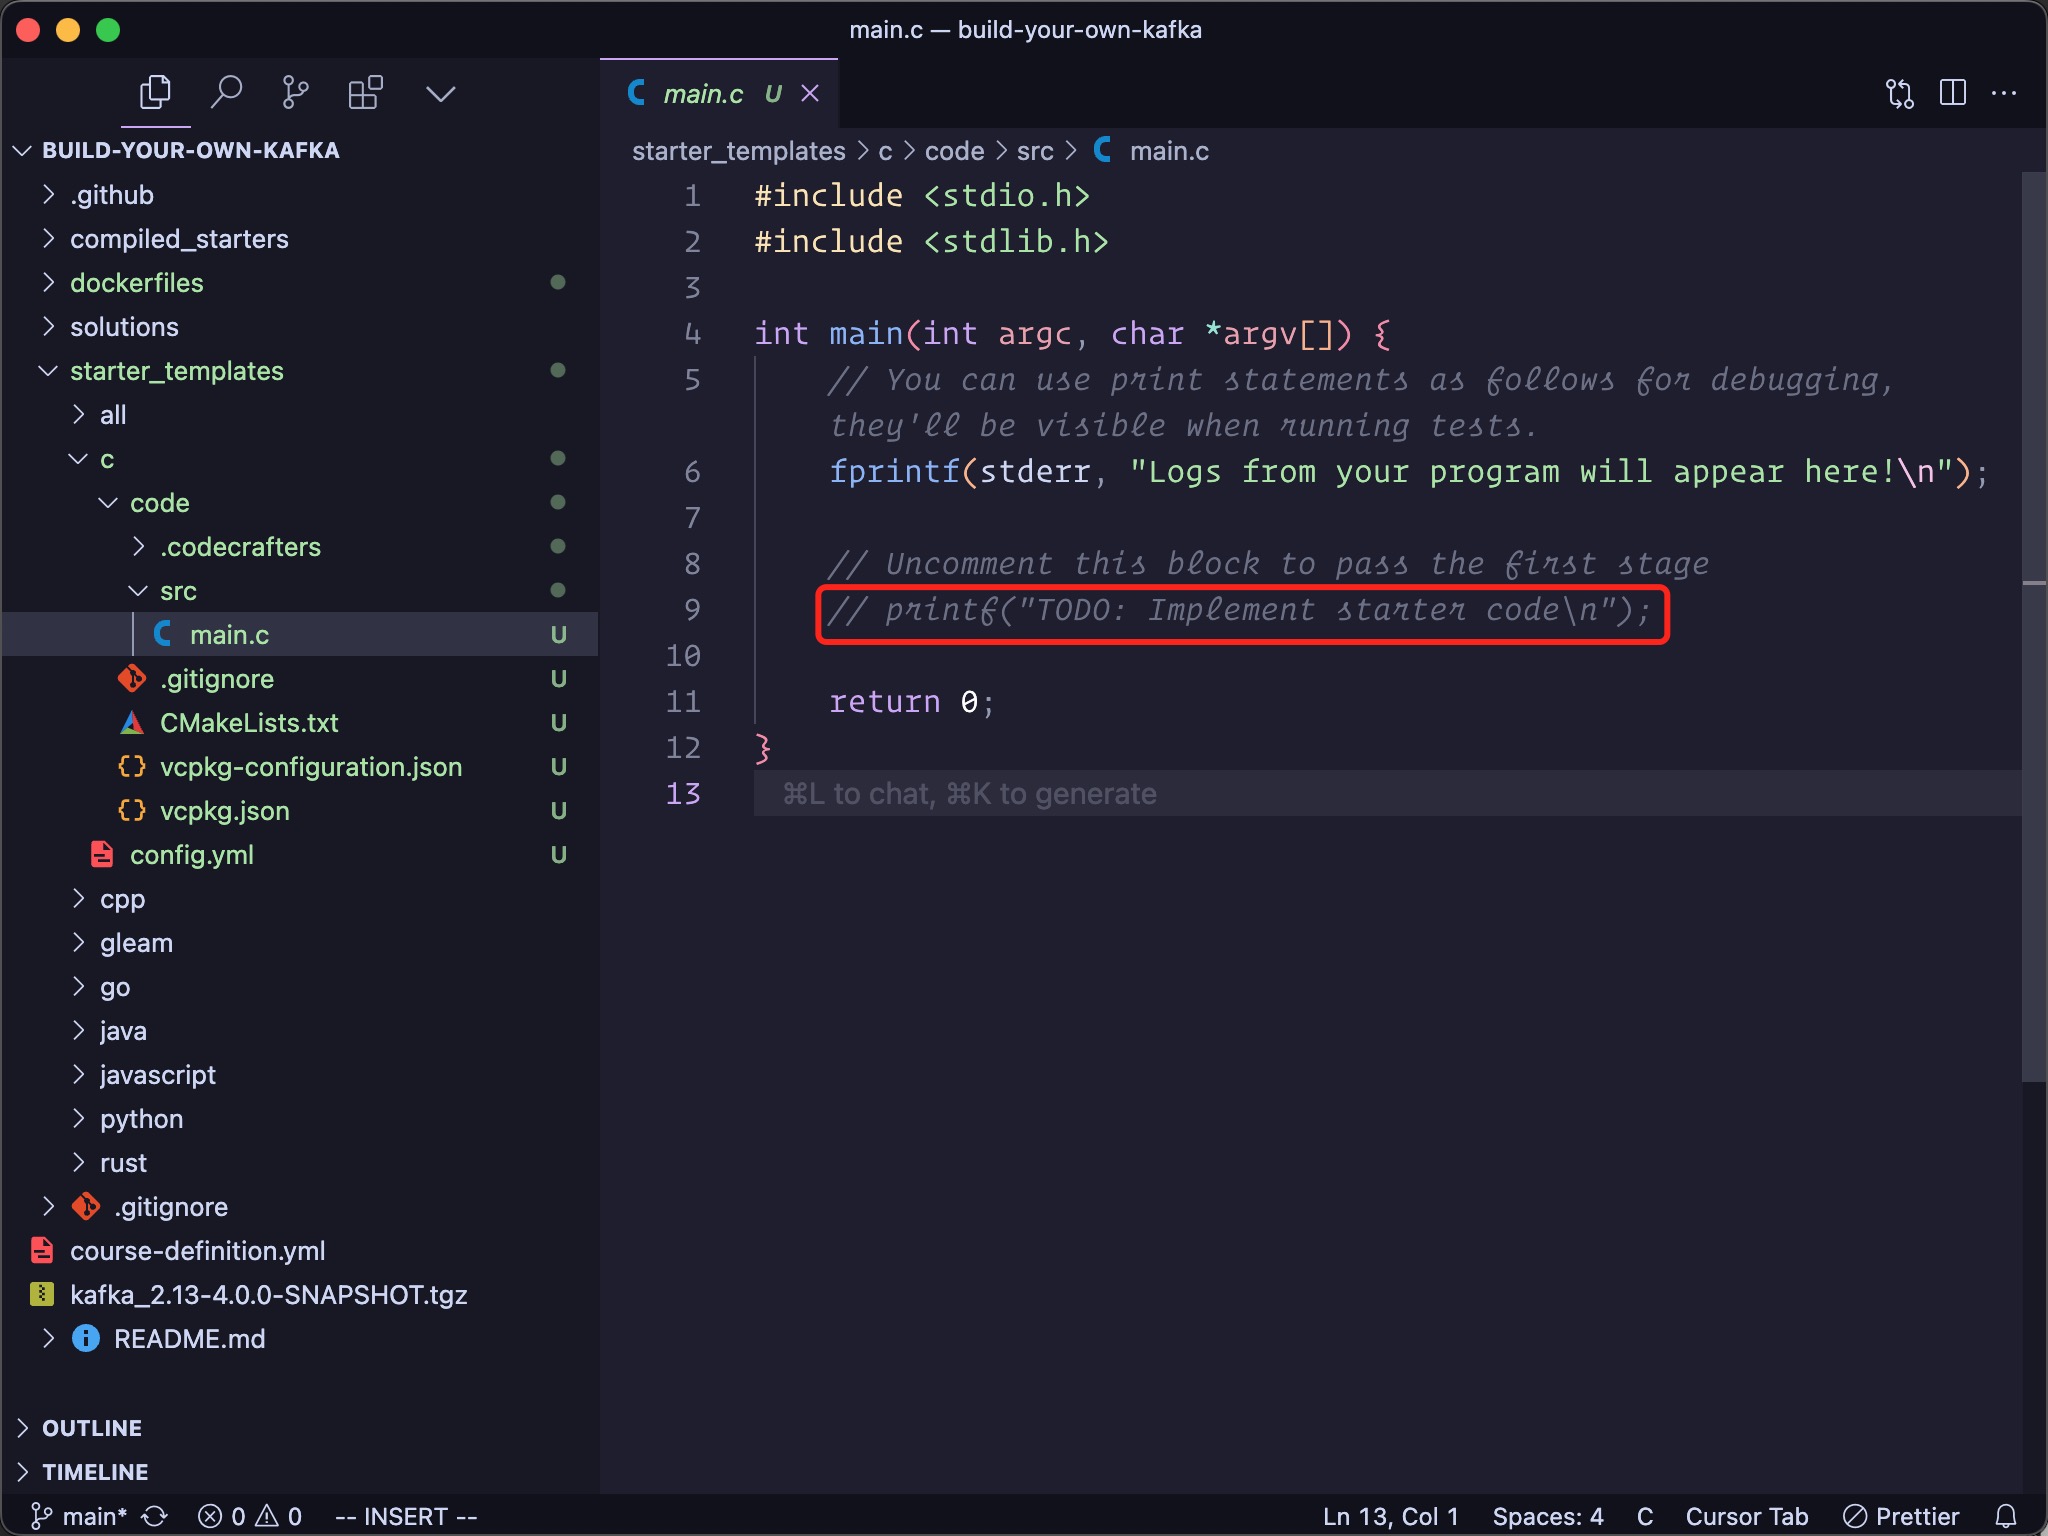 main.c — build-your-own-kafka
main.c U
BUILD-YOUR-OWN-KAFKA
.github
compiled_starters
dockerfiles
solutions
starter_templates
all
c
code
.codecrafters
src
main.c U
.gitignore U
CMakeLists.txt U
vcpkg-configuration.json U
vcpkg.json U
config.yml U
cpp
gleam
go
java
javascript
python
rust
.gitignore
course-definition.yml
kafka_2.13-4.0.0-SNAPSHOT.tgz
README.md
OUTLINE
TIMELINE
starter_templates > c > code > src > main.c
1 #include <stdio.h>
2 #include <stdlib.h>
3
4 int main(int argc, char *argv[]) {
5 // You can use print statements as follows for debugging,
they'll be visible when running tests.
6 fprintf(stderr, "Logs from your program will appear here!\n");
7
8 // Uncomment this block to pass the first stage
9 // printf("TODO: Implement starter code\n");
10
11 return 0;
12 }
13 ⌘L to chat, ⌘K to generate
main* 0 0 -- INSERT -- Ln 13, Col 1 Spaces: 4 C Cursor Tab Prettier